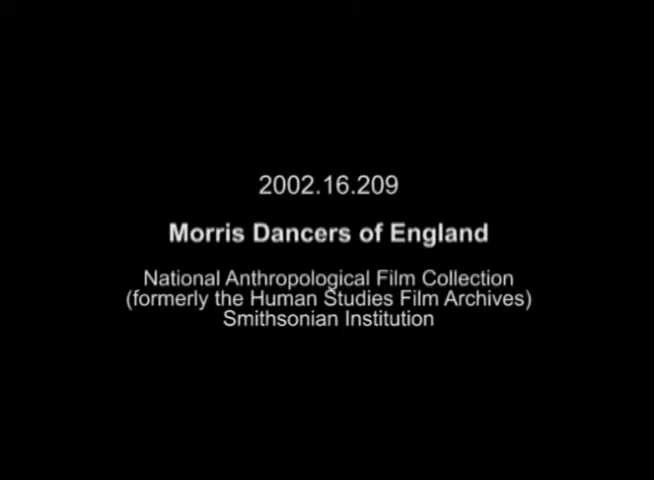 2002.16.209
Morris Dancers of England
National Anthropological Film Collection
(formerly the Human Studies Film Archives)
Smithsonian Institution